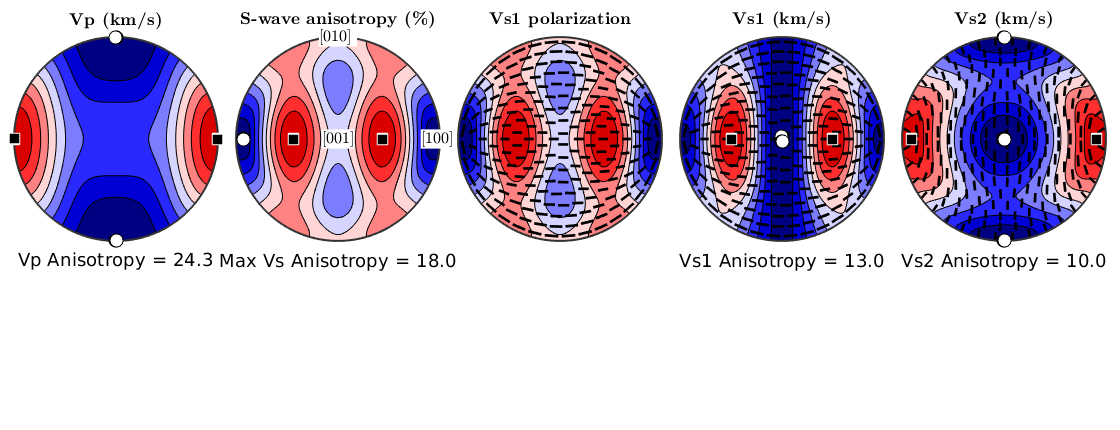 Vp (km/s)
S-wave anisotropy (%)
Vs1 polarization
Vs1 (km/s)
Vs2 (km/s)
[010]
[001]
[100]
Vp Anisotropy = 24.3
Max Vs Anisotropy = 18.0
Vs1 Anisotropy = 13.0
Vs2 Anisotropy = 10.0